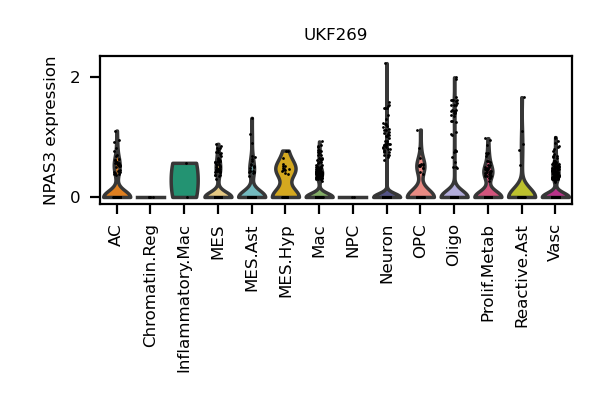 UKF269
NPAS3 expression
2
0
AC
Chromatin.Reg
Inflammatory.Mac
MES
MES.Ast
MES.Hyp
Mac
NPC
Neuron
OPC
Oligo
Prolif.Metab
Reactive.Ast
Vasc